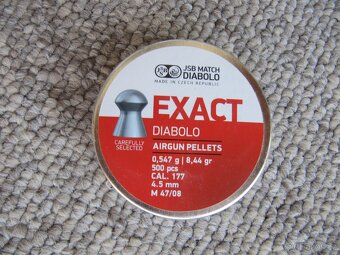 JSB MATCH
DIABOLO
MADE IN CZECH REPUBLIC
EXACT
DIABOLO
AIRGUN PELLETS
CAREFULLY
SELECTED
0,547 g | 8,44 gr
500 pcs
CAL. 177
4.5 mm
M 47/08